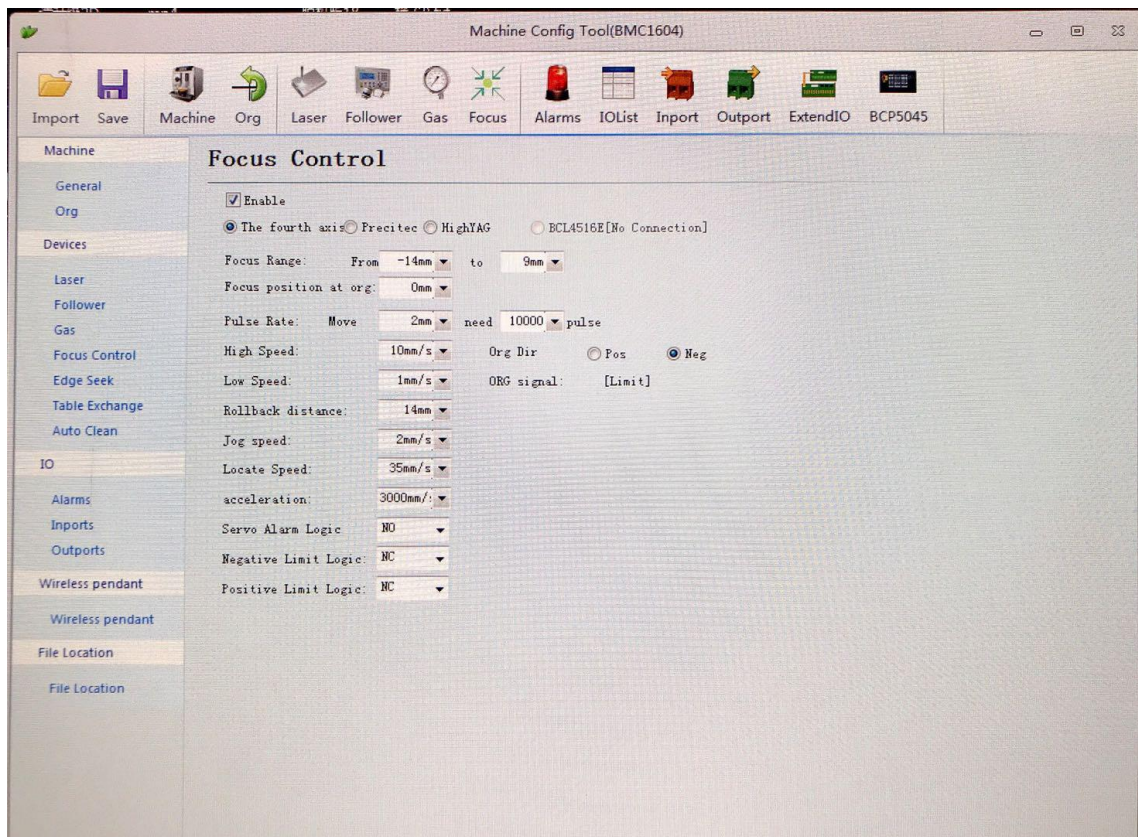 Machine Config Tool(BMC1604)
Import Save Machine Org Laser Follower Gas Focus Alarms IOList Inport Outport ExtendIO BCP5045
Machine
General
Org
Devices
Laser
Follower
Gas
Focus Control
Edge Seek
Table Exchange
Auto Clean
IO
Alarms
Inports
Outports
Wireless pendant
Wireless pendant
File Location
File Location
Focus Control
Enable
The fourth axis Precitec HighYAG BCL4516E[No Connection]
Focus Range: From -14mm to 9mm
Focus position at org: 0mm
Pulse Rate: Move 2mm need 10000 pulse
High Speed: 10mm/s Org Dir Pos Neg
Low Speed: 1mm/s ORG signal: [Limit]
Rollback distance: 14mm
Jog speed: 2mm/s
Locate Speed: 35mm/s
acceleration: 3000mm/
Servo Alarm Logic NO
Negative Limit Logic: NC
Positive Limit Logic: NC